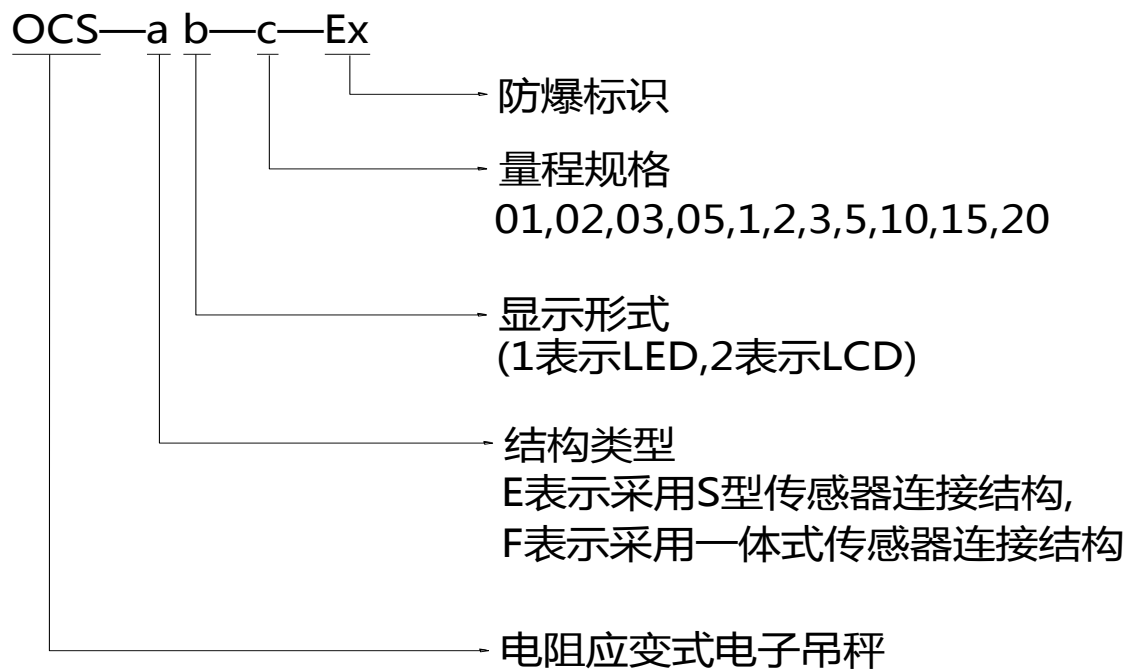 OCS—a b—c—Ex
防爆标识
量程规格
01,02,03,05,1,2,3,5,10,15,20
显示形式
(1表示LED,2表示LCD)
结构类型
E表示采用S型传感器连接结构,
F表示采用一体式传感器连接结构
电阻应变式电子吊秤